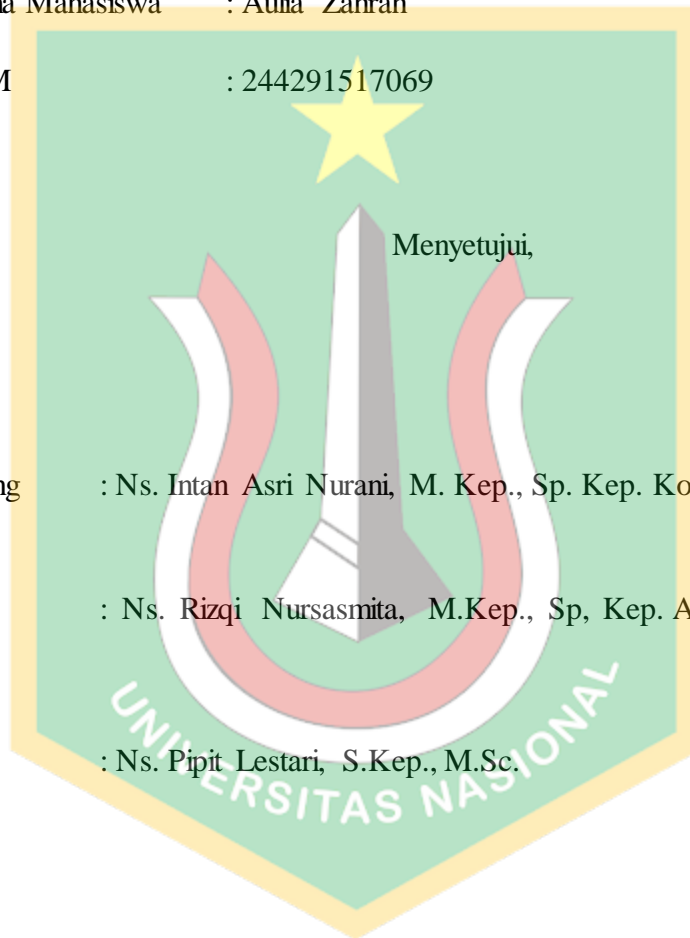 Mahasiswa : Aulia
M : 244291517069
Menyetujui,
ng : Ns. Intan Asri Nurani, M. Kep., Sp. Kep. Ko
: Ns. Rizqi Nursasmita, M.Kep., Sp, Kep. A
: Ns. Pipit Lestari, S.Kep., M.Sc.
UNIVERSITAS NASIONAL